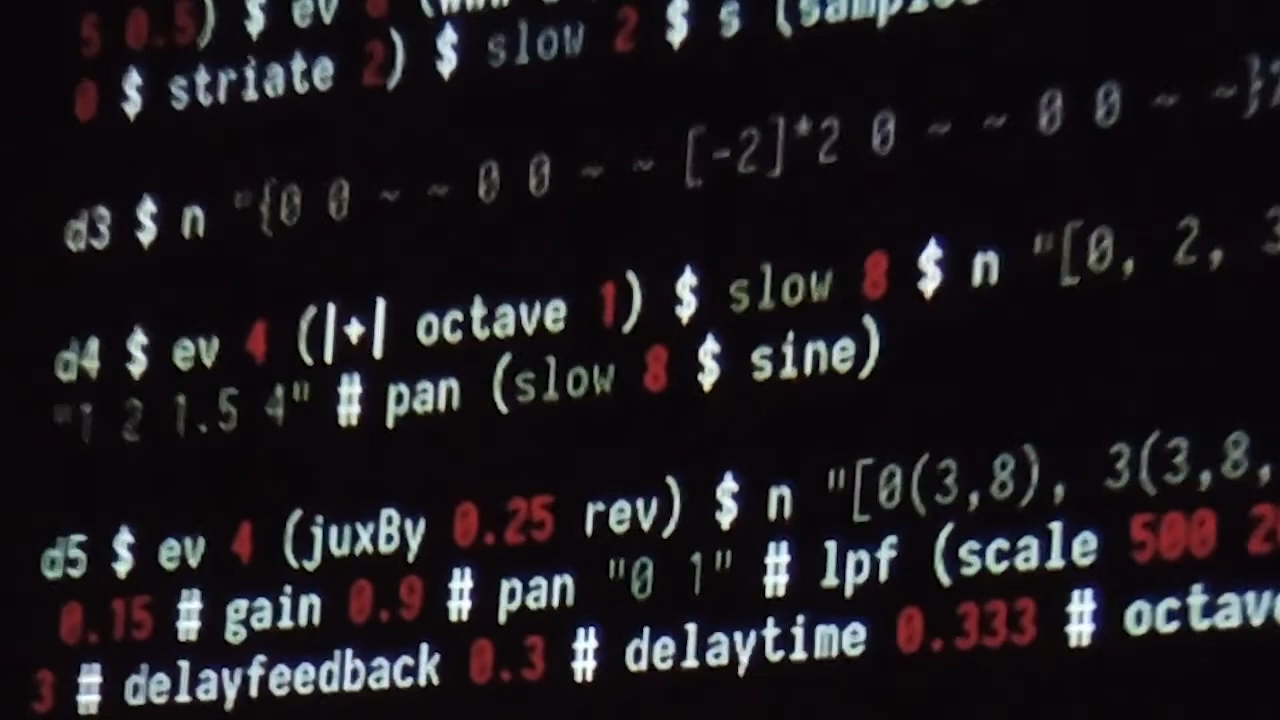 5 0.5) $ ev
0 $ striate 2) $ slow 2 $ s (samples
d3 $ n "{0 0 ~ ~ 0 0 ~ ~ [-2]*2 0 ~ ~ 0 0 ~ ~}%
d4 $ ev 4 (|+| octave 1) $ slow 8 $ n "[0, 2, 3
"1 2 1.5 4" # pan (slow 8 $ sine)
d5 $ ev 4 (juxBy 0.25 rev) $ n "[0(3,8), 3(3,8,
0.15 # gain 0.9 # pan "0 1" # lpf (scale 500 2
3 # delayfeedback 0.3 # delaytime 0.333 # octave